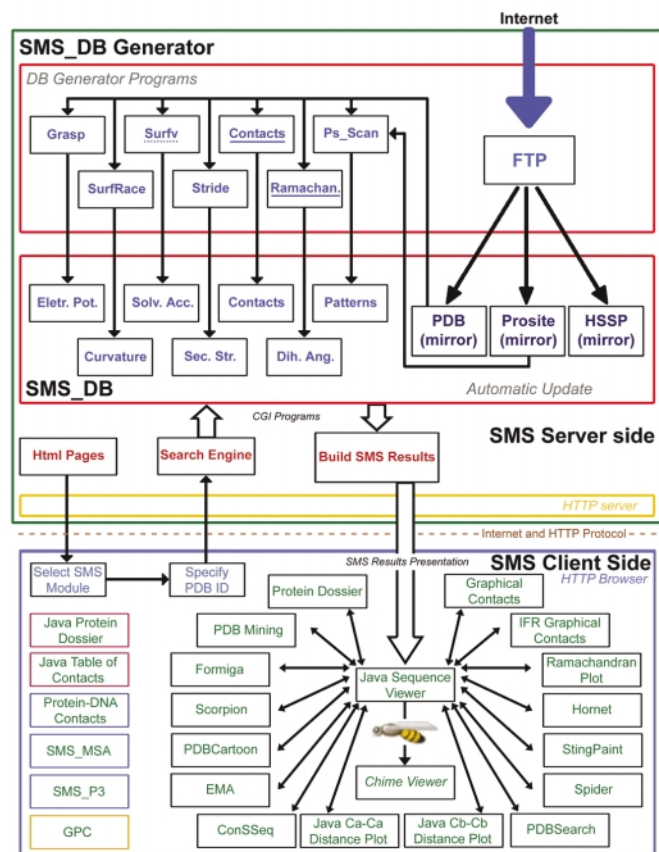 Internet
SMS_DB Generator
DB Generator Programs
Grasp
Surfv
Contacts
Ps_Scan
FTP
SurfRace
Stride
Ramachan.
Eletr. Pot.
Solv. Acc.
Contacts
Patterns
PDB
(mirror)
Prosite
(mirror)
HSSP
(mirror)
Curvature
Sec. Str.
Dih. Ang.
SMS_DB
Automatic Update
CGI Programs
SMS Server side
Html Pages
Search Engine
Build SMS Results
HTTP server
Internet and HTTP Protocol
SMS Results Presentation
SMS Client Side
HTTP Browser
Select SMS
Module
Specify
PDB ID
Protein Dossier
Graphical
Contacts
Java Protein
Dossier
PDB Mining
IFR Graphical
Contacts
Java Table of
Contacts
Formiga
Java Sequence
Viewer
Ramachandran
Plot
Protein-DNA
Contacts
Scorpion
Hornet
SMS_MSA
PDBCartoon
StingPaint
SMS_P3
EMA
Chime Viewer
Spider
GPC
ConSSeq
Java Ca-Ca
Distance Plot
Java Cb-Cb
Distance Plot
PDBSearch